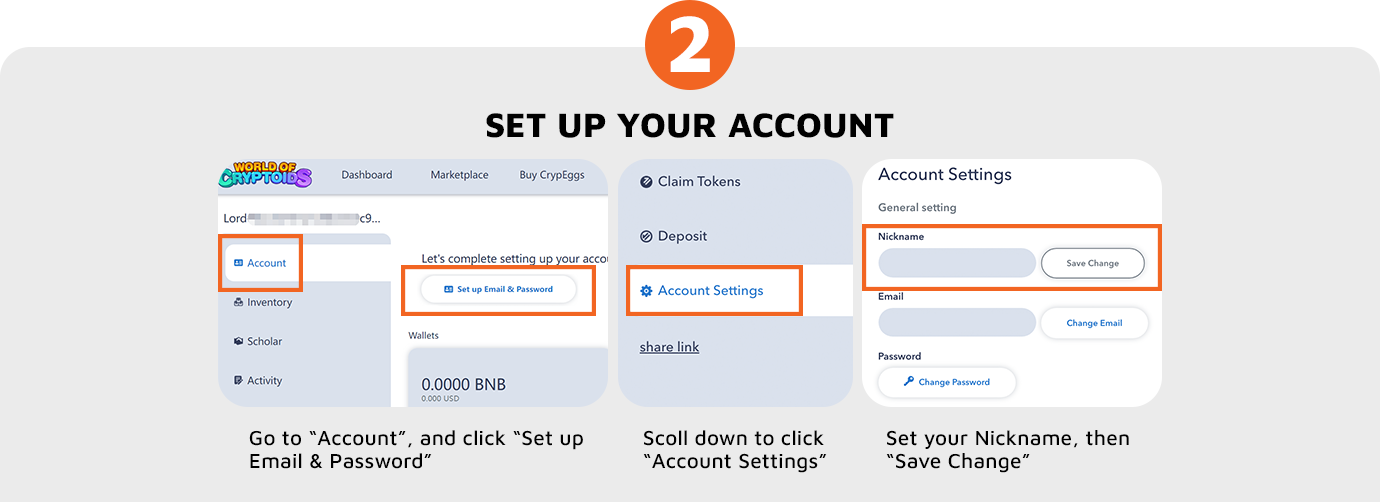 2
SET UP YOUR ACCOUNT
WORLD OF
CRYPTOIDS
Dashboard
Marketplace
Buy CrypEggs
Lord
c9...
Account
Inventory
Scholar
Activity
Let's complete setting up your accou
Set up Email & Password
Wallets
0.0000 BNB
0.000 USD
Go to “Account”, and click “Set up
Email & Password”
Claim Tokens
Deposit
Account Settings
share link
Scoll down to click
“Account Settings”
Account Settings
General setting
Nickname
Save Change
Email
Change Email
Password
Change Password
Set your Nickname, then
“Save Change”